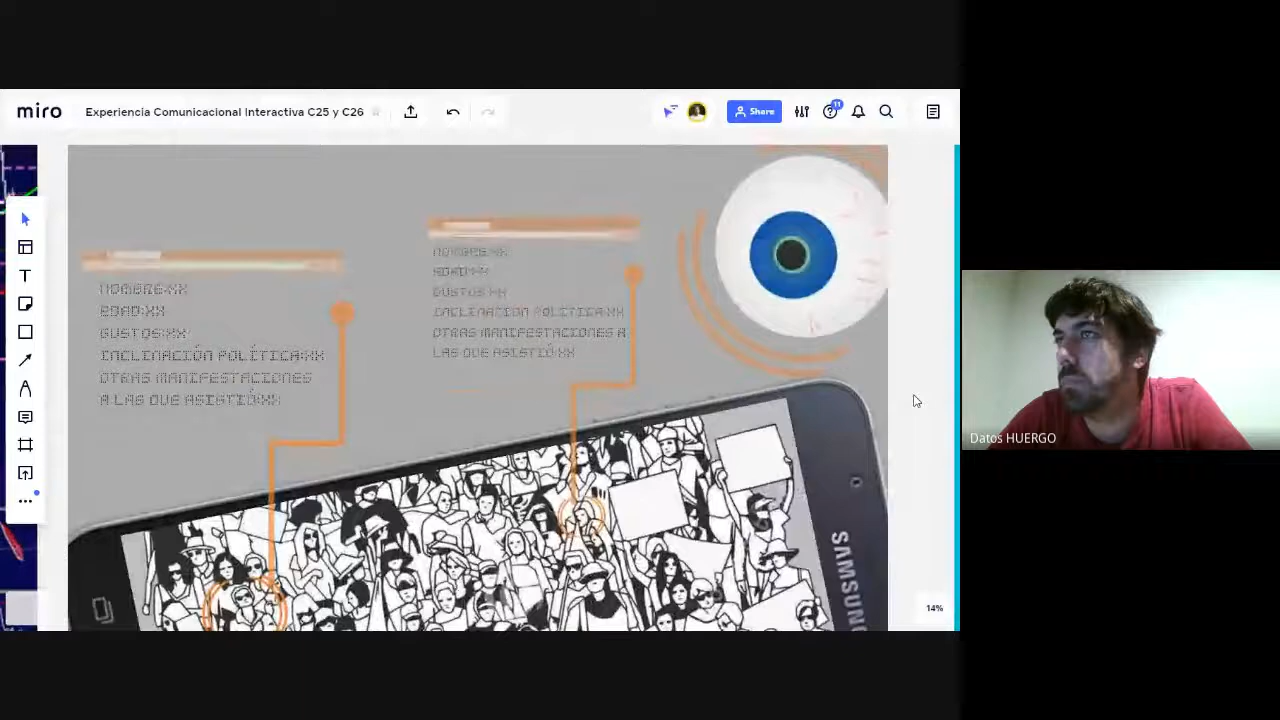 miro
Experiencia Comunicacional Interactiva C25 y C26
Share
11
NOMBRE:XX
EDAD:XX
GUSTOS:XX
INCLINACIÓN POLÍTICA:XX
OTRAS MANIFESTACIONES
A LAS QUE ASISTIÓ:XX
NOMBRE:XX
EDAD:XX
GUSTOS:XX
INCLINACIÓN POLÍTICA:XX
OTRAS MANIFESTACIONES A
LAS QUE ASISTIÓ:XX
SAMSUNG
14%
Datos HUERGO